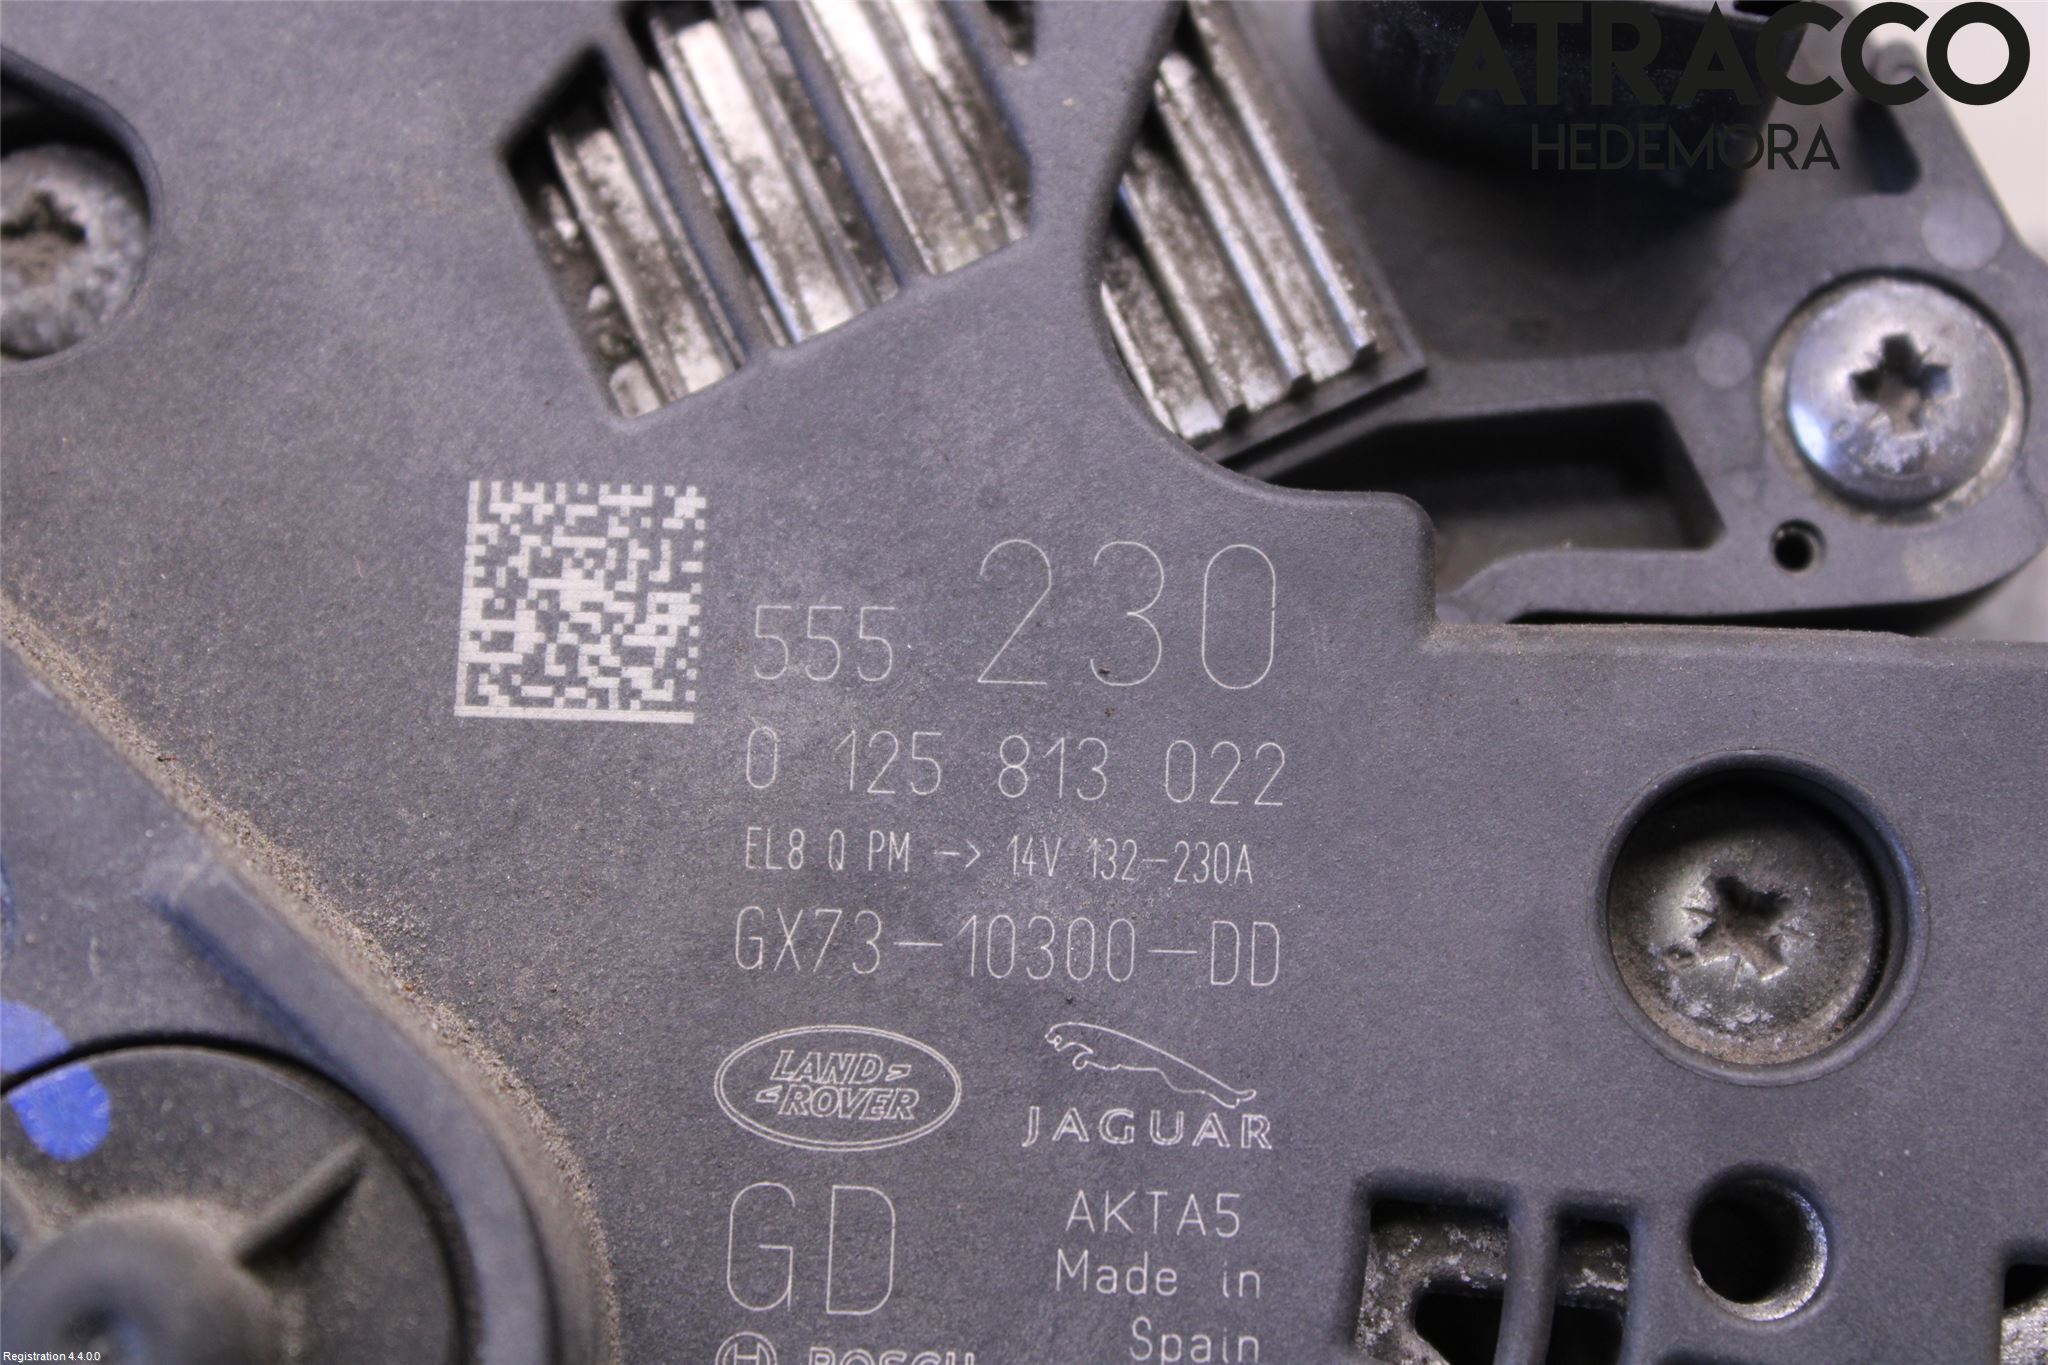 ATRACCO
HEDEMORA
555 230
0 125 813 022
EL8 Q PM -> 14V 132-230A
GX73-10300-DD
LAND
ROVER
JAGUAR
GD AKTA5
Made in
Spain
BOSCH
Registration 4.4.0.0